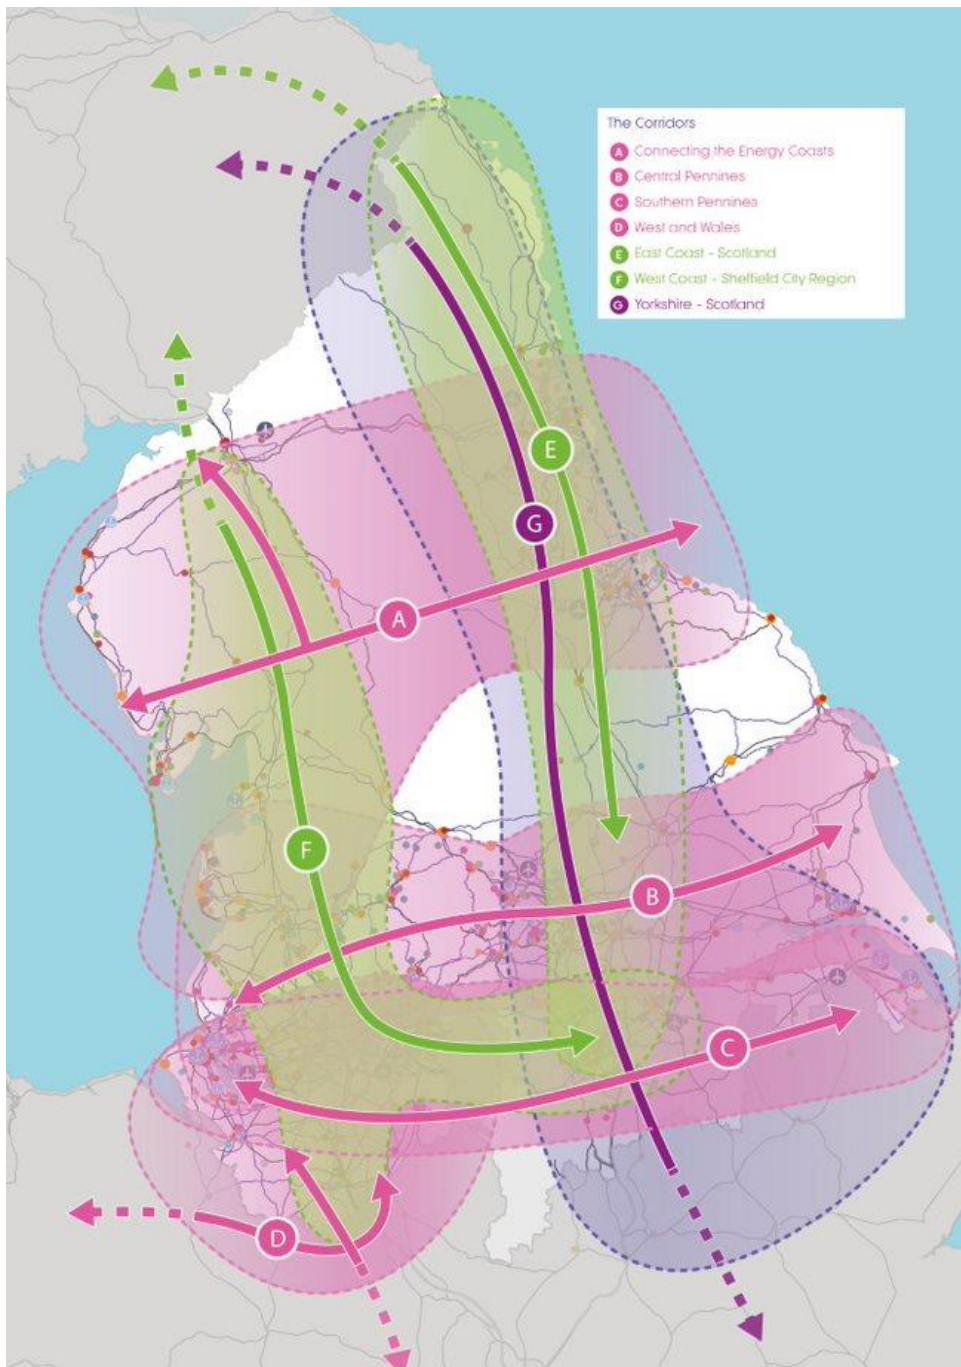 The Corridors
A Connecting the Energy Coasts
B Central Pennines
C Southern Pennines
D West and Wales
E East Coast - Scotland
F West Coast - Sheffield City Region
G Yorkshire - Scotland
E
G
A
F
B
C
D